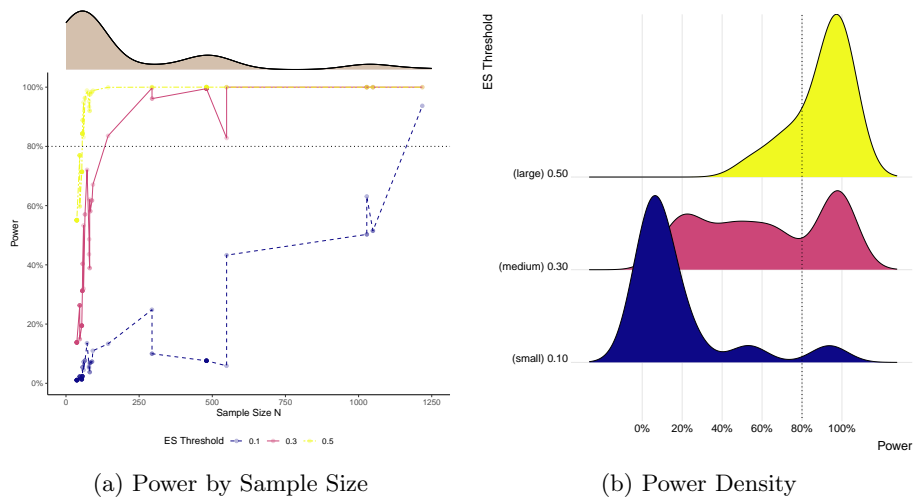 100%
80%
60%
40%
20%
0%
Power
0
250
500
750
1000
1250
Sample Size N
ES Threshold 0.1 0.3 0.5
(a) Power by Sample Size
ES Threshold
(large) 0.50
(medium) 0.30
(small) 0.10
0% 20% 40% 60% 80% 100%
Power
(b) Power Density